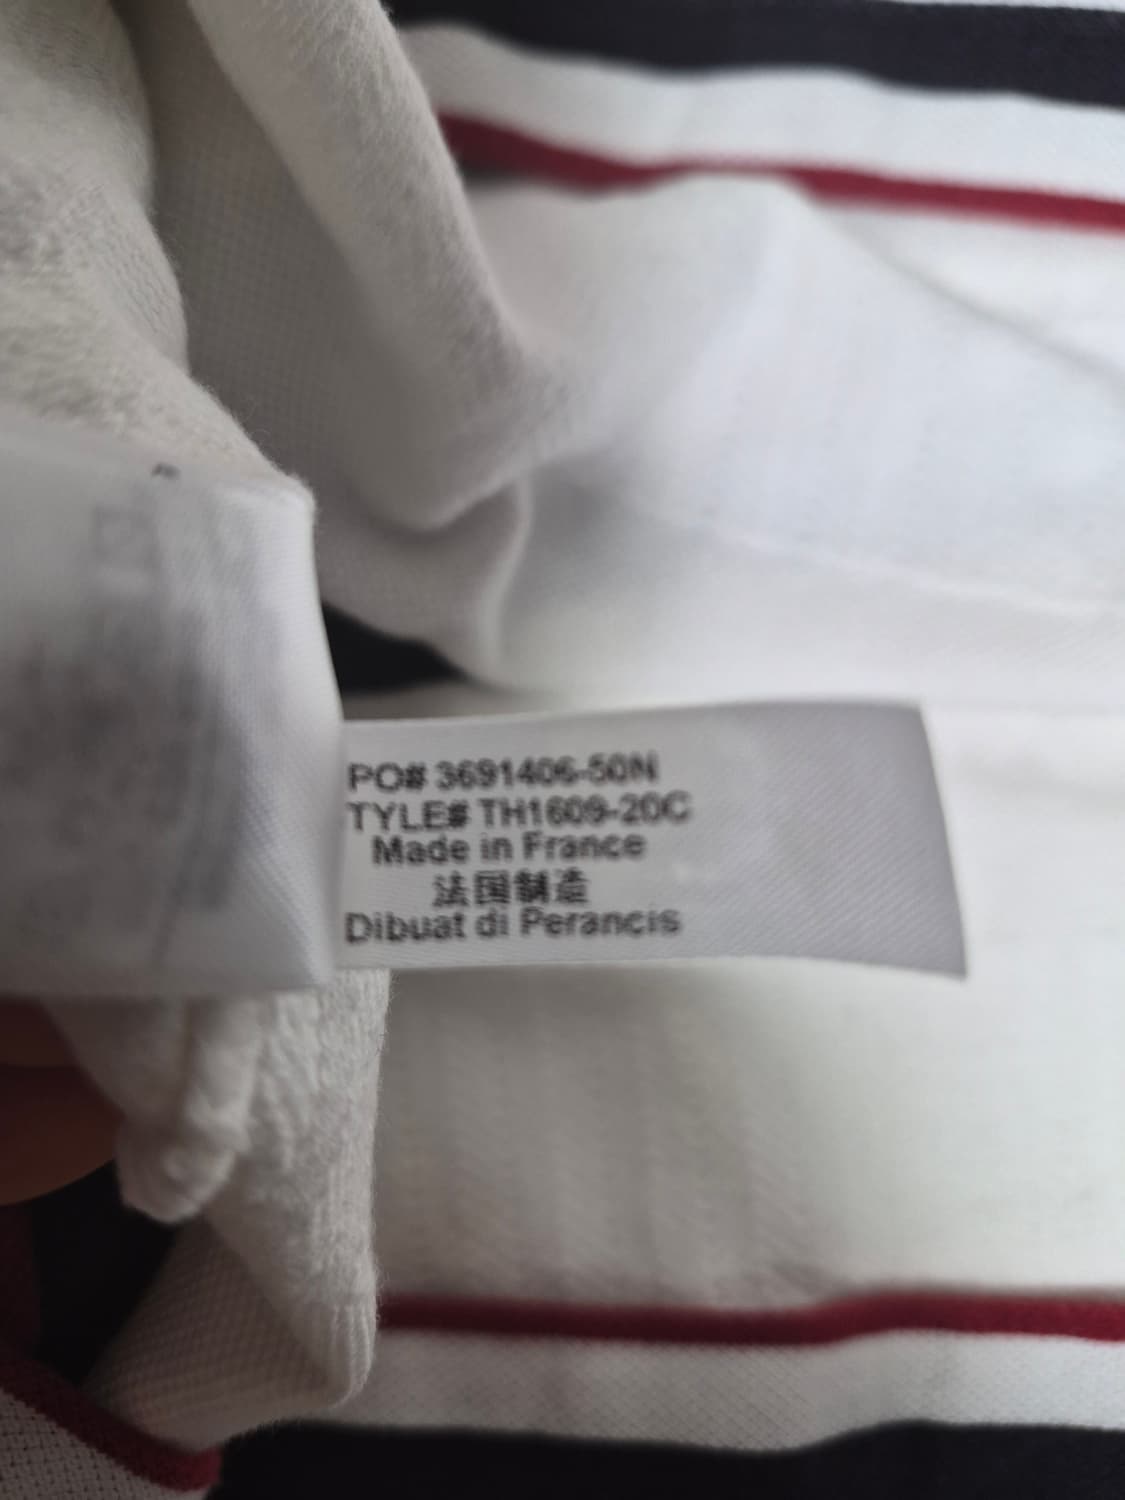 PO# 3691406-50N
TYLE# TH1609-20C
Made in France
法国制造
Dibuat di Perancis